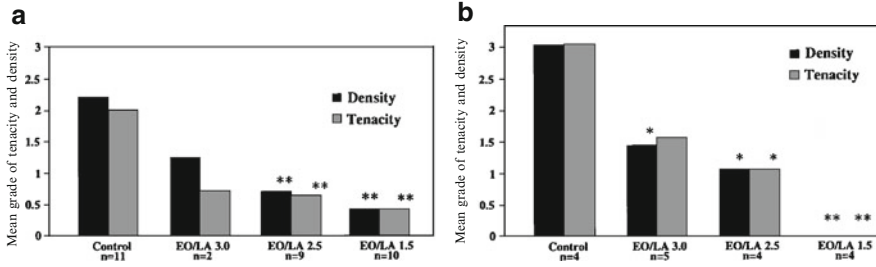 a
Mean grade of tenacity and density
3
2.5
2
1.5
1
0.5
0
Density
Tenacity
** **
** **
Control EO/LA 3.0 EO/LA 2.5 EO/LA 1.5
n=11 n=2 n=9 n=10
b
Mean grade of tenacity and density
3
2.5
2
1.5
1
0.5
0
Density
Tenacity
*
* *
** **
Control EO/LA 3.0 EO/LA 2.5 EO/LA 1.5
n=4 n=5 n=4 n=4